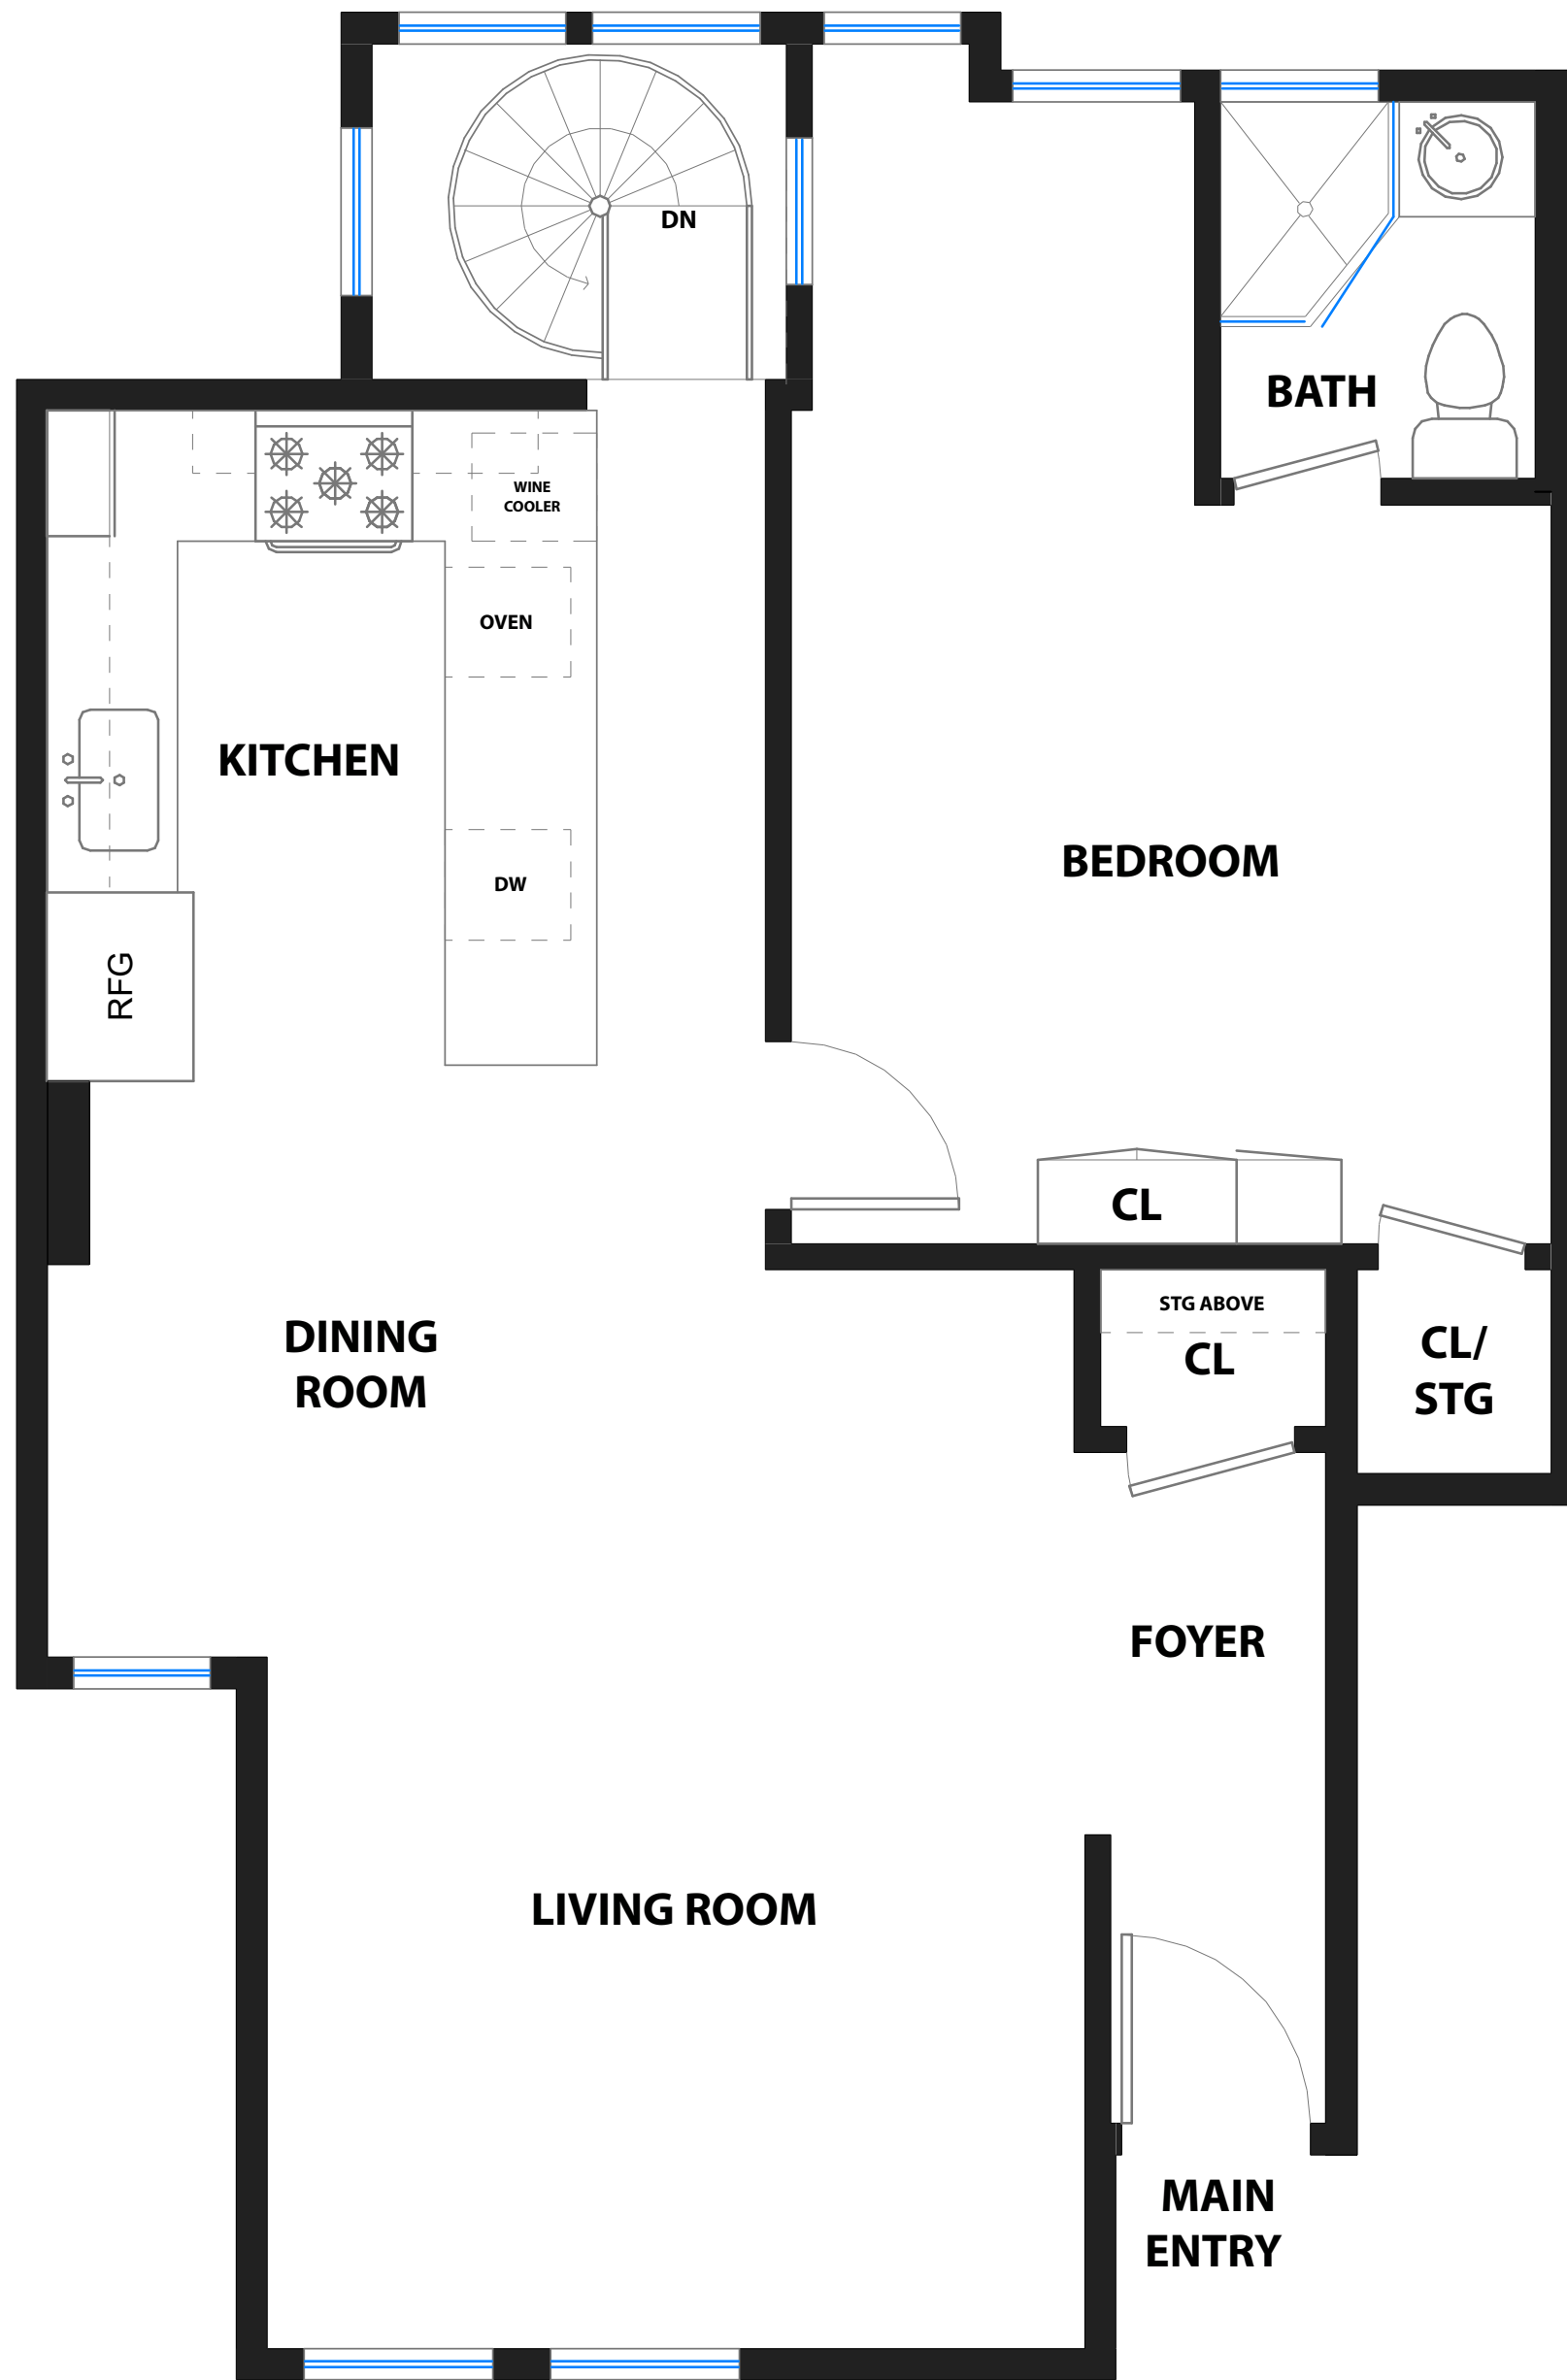 DN
BATH
WINE
COOLER
OVEN
KITCHEN
BEDROOM
DW
RFG
CL
STG ABOVE
CL
CL/
STG
DINING
ROOM
FOYER
LIVING ROOM
MAIN
ENTRY